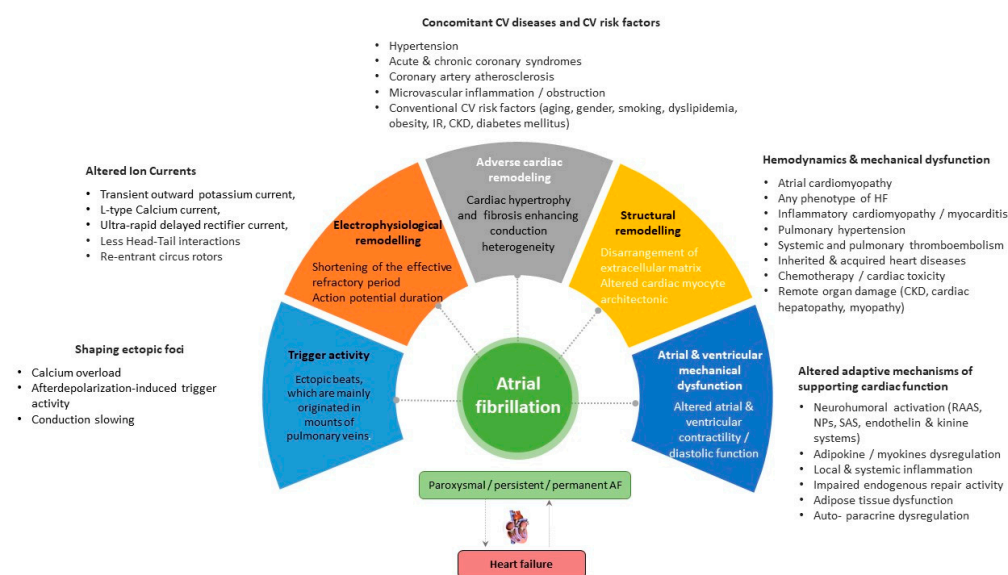 Concomitant CV diseases and CV risk factors
• Hypertension
• Acute & chronic coronary syndromes
• Coronary artery atherosclerosis
• Microvascular inflammation / obstruction
• Conventional CV risk factors (aging, gender, smoking, dyslipidemia,
obesity, IR, CKD, diabetes mellitus)
Altered Ion Currents
• Transient outward potassium current,
• L-type Calcium current,
• Ultra-rapid delayed rectifier current,
• Less Head-Tail interactions
• Re-entrant circus rotors
Shaping ectopic foci
• Calcium overload
• Afterdepolarization-induced trigger
activity
• Conduction slowing
Trigger activity
Ectopic beats,
which are mainly
originated in
mounts of
pulmonary veins.
Electrophysiological
remodelling
Shortening of the effective
refractory period
Action potential duration
Adverse cardiac
remodeling
Cardiac hypertrophy
and fibrosis enhancing
conduction
heterogeneity
Structural
remodelling
Disarrangement of
extracellular matrix
Altered cardiac myocyte
architectonic
Atrial & ventricular
mechanical
dysfunction
Altered atrial &
ventricular
contractility /
diastolic function
Hemodynamics & mechanical dysfunction
• Atrial cardiomyopathy
• Any phenotype of HF
• Inflammatory cardiomyopathy / myocarditis
• Pulmonary hypertension
• Systemic and pulmonary thromboembolism
• Inherited & acquired heart diseases
• Chemotherapy / cardiac toxicity
• Remote organ damage (CKD, cardiac
hepatopathy, myopathy)
Altered adaptive mechanisms of
supporting cardiac function
• Neurohumoral activation (RAAS,
NPs, SAS, endothelin & kinine
systems)
• Adipokine / myokines dysregulation
• Local & systemic inflammation
• Impaired endogenous repair activity
• Adipose tissue dysfunction
• Auto- paracrine dysregulation
Atrial
fibrillation
Paroxysmal / persistent / permanent AF
Heart failure